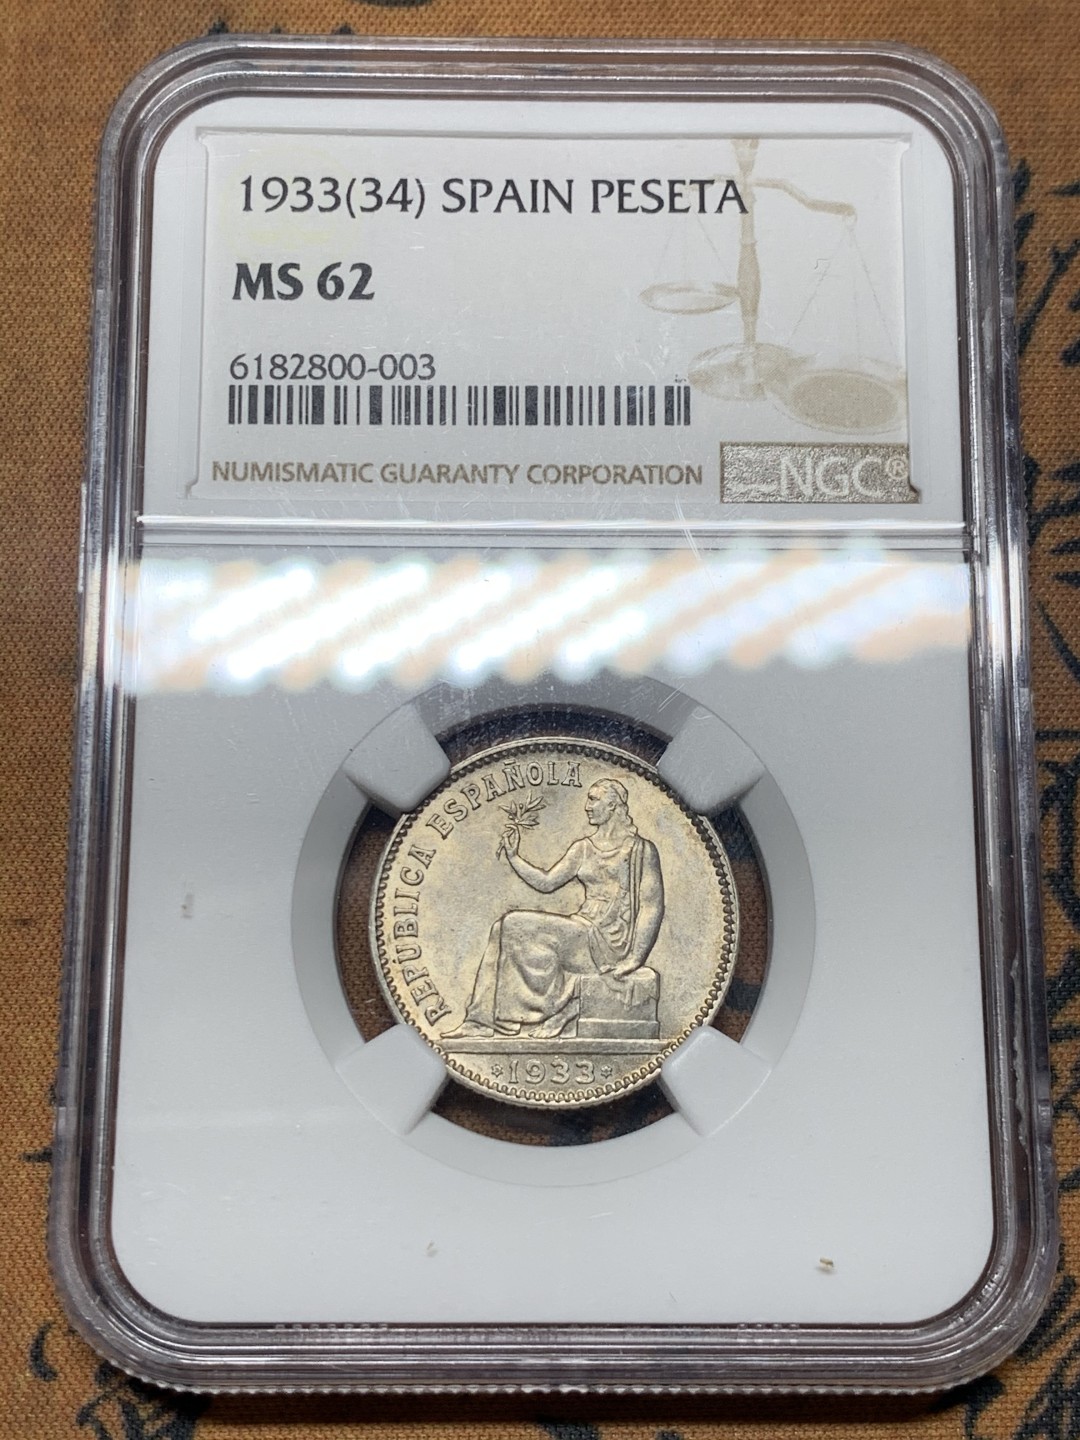 1933(34) SPAIN PESETA
MS 62
6182800-003
NUMISMATIC GUARANTY CORPORATION
NGC®
REPUBLICA ESPAÑOLA
*1933*